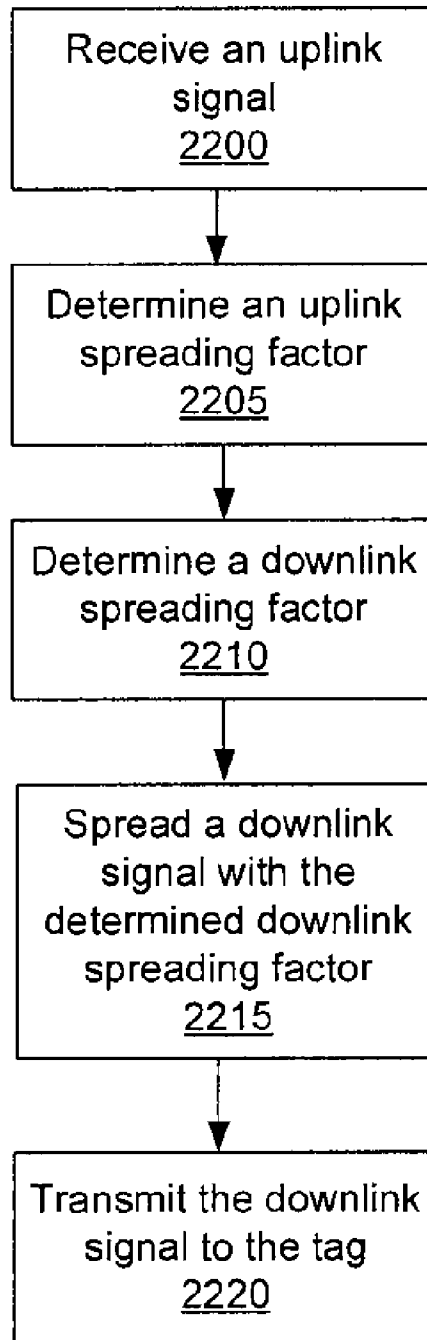 Receive an uplink
signal
2200
Determine an uplink
spreading factor
2205
Determine a downlink
spreading factor
2210
Spread a downlink
signal with the
determined downlink
spreading factor
2215
Transmit the downlink
signal to the tag
2220